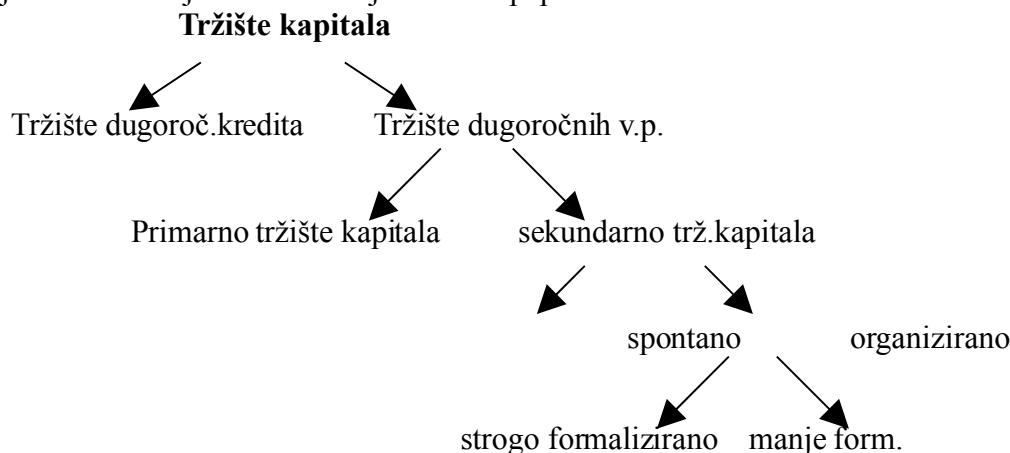 Tržište kapitala
Tržište dugoroč.kredita Tržište dugoročnih v.p.
Primarno tržište kapitala sekundarno trž.kapitala
spontano organizirano
strogo formalizirano manje form.